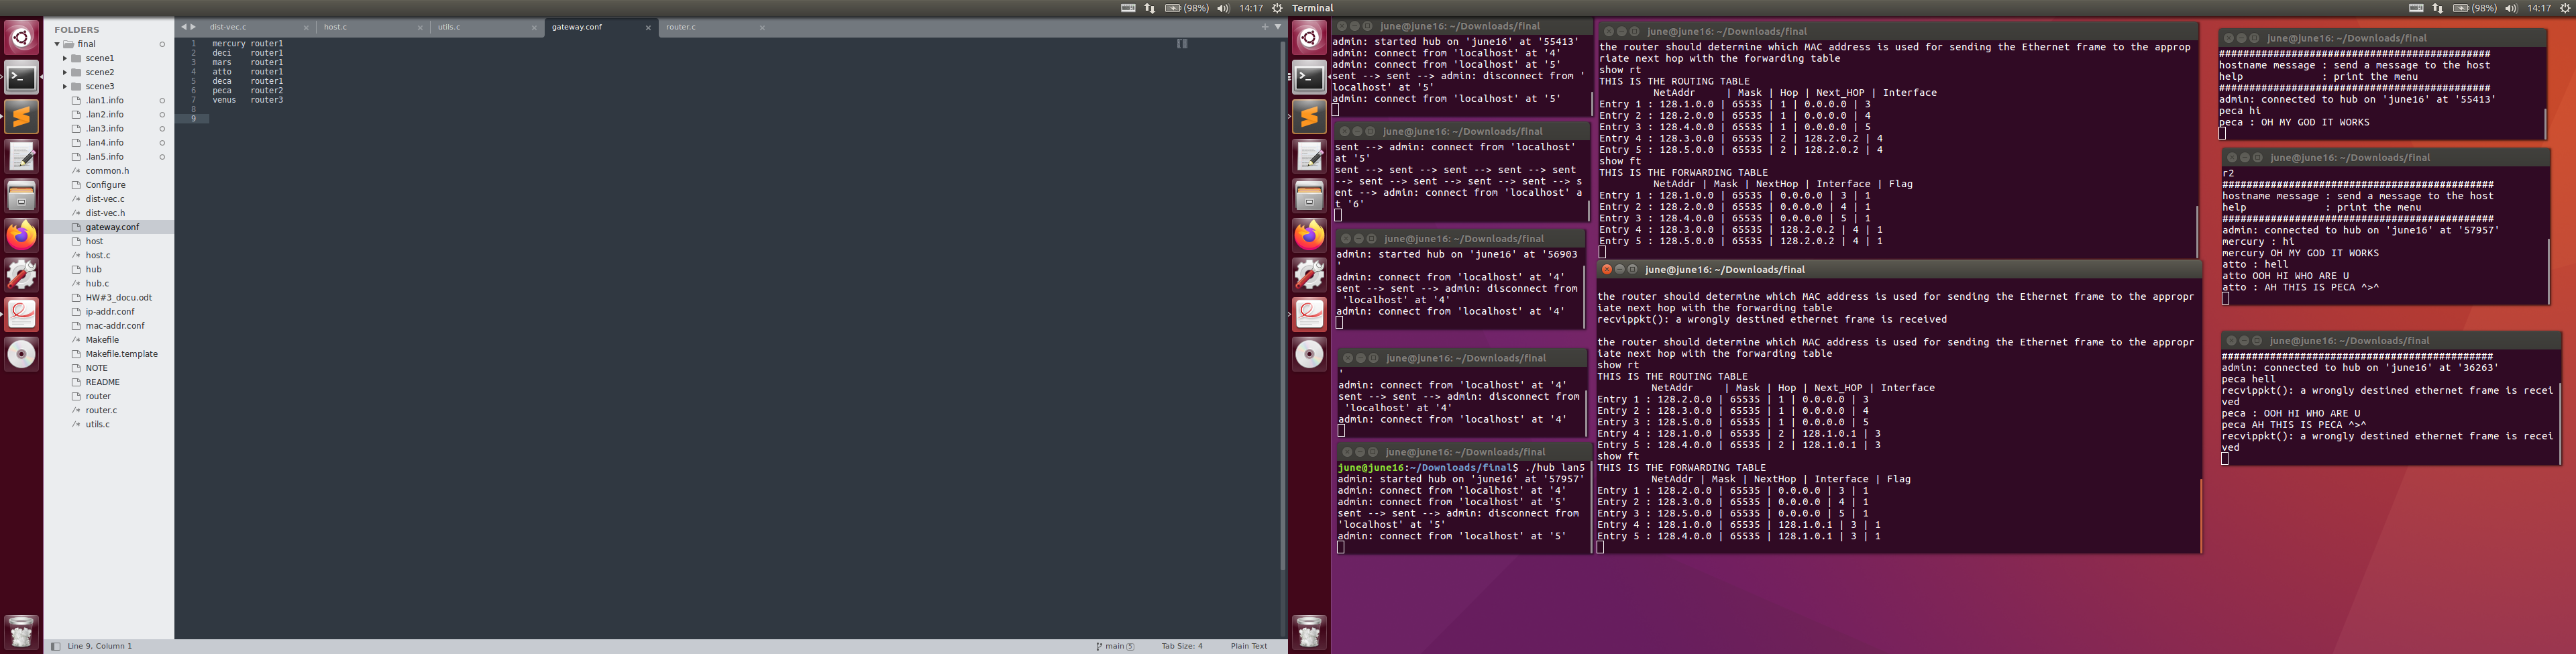 (98%) 14:17
FOLDERS
final
scene1
scene2
scene3
.lan1.info
.lan2.info
.lan3.info
.lan4.info
.lan5.info
common.h
Configure
dist-vec.c
dist-vec.h
gateway.conf
host
host.c
hub
hub.c
HW#3_docu.odt
ip-addr.conf
mac-addr.conf
Makefile
Makefile.template
NOTE
README
router
router.c
utils.c
dist-vec.c host.c utils.c gateway.conf router.c
1 mercury router1
2 deci router1
3 mars router1
4 atto router1
5 deca router1
6 peca router2
7 venus router3
8
9
Line 9, Column 1 main 5 Tab Size: 4 Plain Text
Terminal (98%) 14:17
june@june16: ~/Downloads/final
admin: started hub on 'june16' at '55413'
admin: connect from 'localhost' at '4'
admin: connect from 'localhost' at '5'
sent --> sent --> admin: disconnect from '
localhost' at '5'
admin: connect from 'localhost' at '5'
june@june16: ~/Downloads/final
sent --> admin: connect from 'localhost'
at '5'
sent --> sent --> sent --> sent --> sent
--> sent --> sent --> sent --> sent --> s
ent --> admin: connect from 'localhost' a
t '6'
june@june16: ~/Downloads/final
admin: started hub on 'june16' at '56903
'
admin: connect from 'localhost' at '4'
sent --> sent --> admin: disconnect from
'localhost' at '4'
admin: connect from 'localhost' at '4'
june@june16: ~/Downloads/final
'
admin: connect from 'localhost' at '4'
sent --> sent --> admin: disconnect from
'localhost' at '4'
admin: connect from 'localhost' at '4'
june@june16: ~/Downloads/final
june@june16:~/Downloads/final$ ./hub lan5
admin: started hub on 'june16' at '57957'
admin: connect from 'localhost' at '4'
admin: connect from 'localhost' at '5'
sent --> sent --> admin: disconnect from
'localhost' at '5'
admin: connect from 'localhost' at '5'
june@june16: ~/Downloads/final
the router should determine which MAC address is used for sending the Ethernet frame to the approp
riate next hop with the forwarding table
show rt
THIS IS THE ROUTING TABLE
NetAddr | Mask | Hop | Next_HOP | Interface
Entry 1 : 128.1.0.0 | 65535 | 1 | 0.0.0.0 | 3
Entry 2 : 128.2.0.0 | 65535 | 1 | 0.0.0.0 | 4
Entry 3 : 128.4.0.0 | 65535 | 1 | 0.0.0.0 | 5
Entry 4 : 128.3.0.0 | 65535 | 2 | 128.2.0.2 | 4
Entry 5 : 128.5.0.0 | 65535 | 2 | 128.2.0.2 | 4
show ft
THIS IS THE FORWARDING TABLE
NetAddr | Mask | NextHop | Interface | Flag
Entry 1 : 128.1.0.0 | 65535 | 0.0.0.0 | 3 | 1
Entry 2 : 128.2.0.0 | 65535 | 0.0.0.0 | 4 | 1
Entry 3 : 128.4.0.0 | 65535 | 0.0.0.0 | 5 | 1
Entry 4 : 128.3.0.0 | 65535 | 128.2.0.2 | 4 | 1
Entry 5 : 128.5.0.0 | 65535 | 128.2.0.2 | 4 | 1
june@june16: ~/Downloads/final
the router should determine which MAC address is used for sending the Ethernet frame to the appropr
iate next hop with the forwarding table
recvippkt(): a wrongly destined ethernet frame is received
the router should determine which MAC address is used for sending the Ethernet frame to the appropr
iate next hop with the forwarding table
show rt
THIS IS THE ROUTING TABLE
NetAddr | Mask | Hop | Next_HOP | Interface
Entry 1 : 128.2.0.0 | 65535 | 1 | 0.0.0.0 | 3
Entry 2 : 128.3.0.0 | 65535 | 1 | 0.0.0.0 | 4
Entry 3 : 128.5.0.0 | 65535 | 1 | 0.0.0.0 | 5
Entry 4 : 128.1.0.0 | 65535 | 2 | 128.1.0.1 | 3
Entry 5 : 128.4.0.0 | 65535 | 2 | 128.1.0.1 | 3
show ft
THIS IS THE FORWARDING TABLE
NetAddr | Mask | NextHop | Interface | Flag
Entry 1 : 128.2.0.0 | 65535 | 0.0.0.0 | 3 | 1
Entry 2 : 128.3.0.0 | 65535 | 0.0.0.0 | 4 | 1
Entry 3 : 128.5.0.0 | 65535 | 0.0.0.0 | 5 | 1
Entry 4 : 128.1.0.0 | 65535 | 128.1.0.1 | 3 | 1
Entry 5 : 128.4.0.0 | 65535 | 128.1.0.1 | 3 | 1
june@june16: ~/Downloads/final
#############################################
hostname message : send a message to the host
help : print the menu
#############################################
admin: connected to hub on 'june16' at '55413'
peca hi
peca : OH MY GOD IT WORKS
june@june16: ~/Downloads/final
r2
#############################################
hostname message : send a message to the host
help : print the menu
#############################################
admin: connected to hub on 'june16' at '57957'
mercury : hi
mercury OH MY GOD IT WORKS
atto : hell
atto OOH HI WHO ARE U
atto : AH THIS IS PECA ^>^
june@june16: ~/Downloads/final
#############################################
admin: connected to hub on 'june16' at '36263'
peca hell
recvippkt(): a wrongly destined ethernet frame is recei
ved
peca : OOH HI WHO ARE U
peca AH THIS IS PECA ^>^
recvippkt(): a wrongly destined ethernet frame is recei
ved